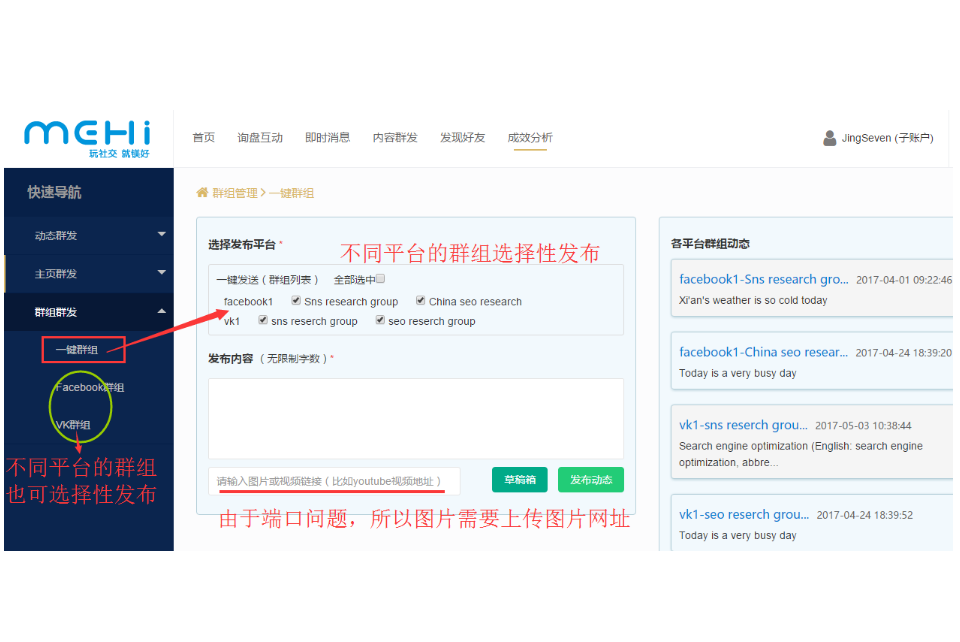 MEHi
玩社交 就镁好
首页 询盘互动 即时消息 内容群发 发现好友 成效分析
JingSeven (子账户)
快速导航
动态群发
主页群发
群组群发
一键群组
Facebook群组
VK群组
不同平台的群组
也可选择性发布
群组管理 一键群组
选择发布平台 *
不同平台的群组选择性发布
一键发送（群组列表） 全部选中
facebook1 Sns research group China seo research
vk1 sns reserch group seo reserch group
发布内容 （无限制字数）*
请输入图片或视频链接（比如youtube视频地址）
草稿箱 发布动态
由于端口问题，所以图片需要上传图片网址
各平台群组动态
facebook1-Sns research gro... 2017-04-01 09:22:46
Xi'an's weather is so cold today
facebook1-China seo resear... 2017-04-24 18:39:20
Today is a very busy day
vk1-sns reserch grou... 2017-05-03 10:38:44
Search engine optimization (English: search engine
optimization, abbre...
vk1-seo reserch grou... 2017-04-24 18:39:52
Today is a very busy day